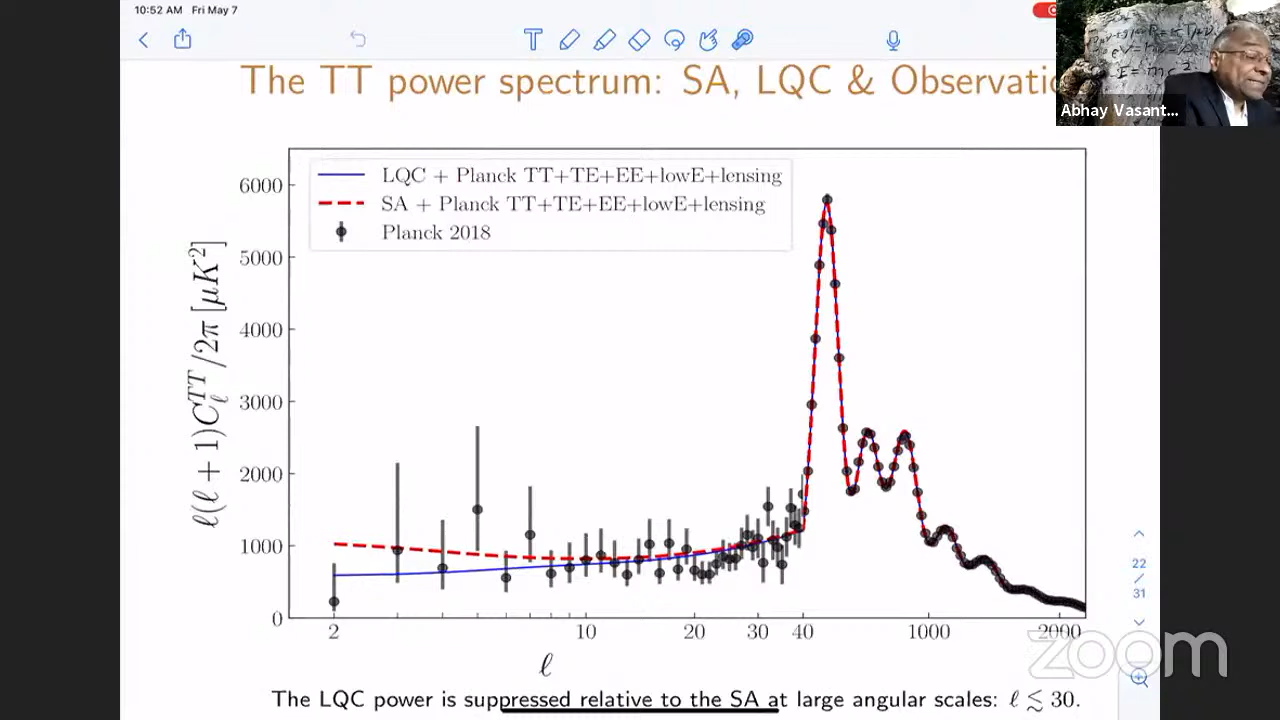 10:52 AM Fri May 7
The TT power spectrum: SA, LQC & Observatio
Abhay Vasant...
LQC + Planck TT+TE+EE+lowE+lensing
SA + Planck TT+TE+EE+lowE+lensing
Planck 2018
ℓ(ℓ + 1)C_ℓ^{TT}/2π [μK²]
6000
5000
4000
3000
2000
1000
0
2 10 20 30 40 1000 2000
ℓ
22
/
31
zoom
The LQC power is suppressed relative to the SA at large angular scales: ℓ ≲ 30.